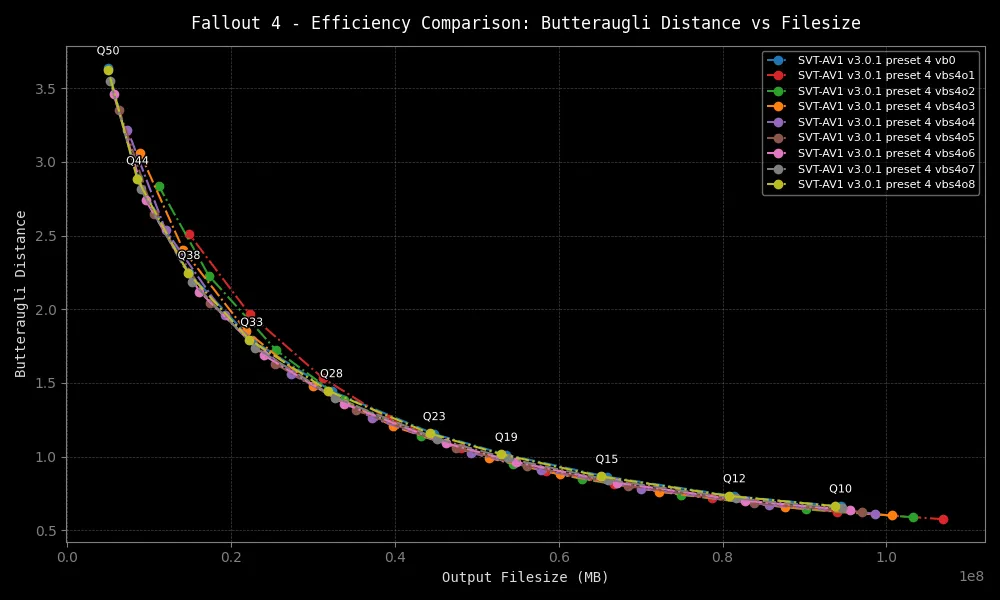 Fallout 4 - Efficiency Comparison: Butteraugli Distance vs Filesize
Q50
Q44
Q38
Q33
Q28
Q23
Q19
Q15
Q12
Q10
SVT-AV1 v3.0.1 preset 4 vb0
SVT-AV1 v3.0.1 preset 4 vbs4o1
SVT-AV1 v3.0.1 preset 4 vbs4o2
SVT-AV1 v3.0.1 preset 4 vbs4o3
SVT-AV1 v3.0.1 preset 4 vbs4o4
SVT-AV1 v3.0.1 preset 4 vbs4o5
SVT-AV1 v3.0.1 preset 4 vbs4o6
SVT-AV1 v3.0.1 preset 4 vbs4o7
SVT-AV1 v3.0.1 preset 4 vbs4o8
Butteraugli Distance
3.5
3.0
2.5
2.0
1.5
1.0
0.5
0.0
0.2
0.4
0.6
0.8
1.0
1e8
Output Filesize (MB)